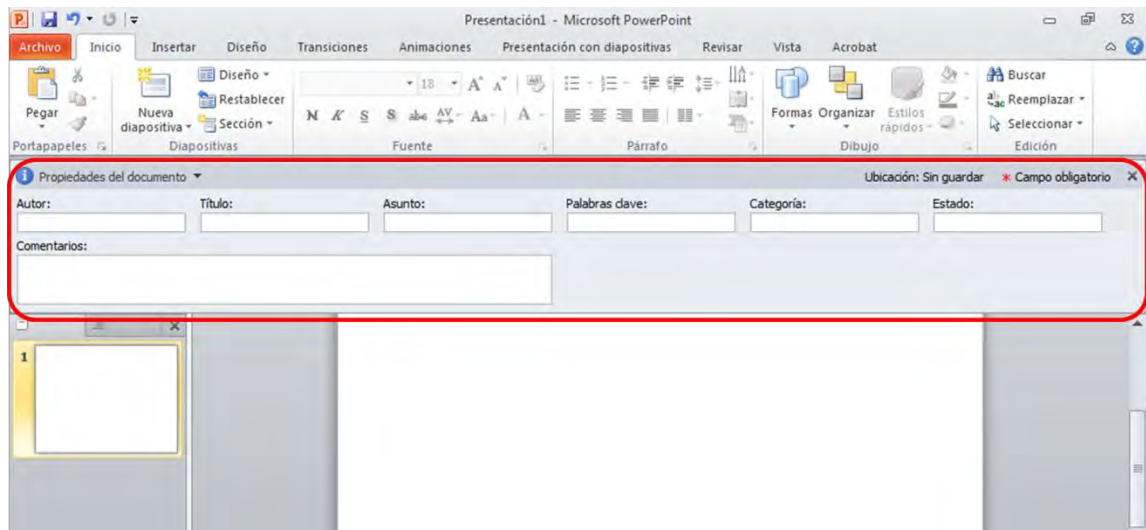 Presentación1 - Microsoft PowerPoint
Archivo Inicio Insertar Diseño Transiciones Animaciones Presentación con diapositivas Revisar Vista Acrobat
Pegar
Nueva diapositiva
Diseño
Restablecer
Sección
18
N K S S abc AV Aa A
Formas Organizar Estilos rápidos
Buscar
Reemplazar
Seleccionar
Portapapeles Diapositivas Fuente Párrafo Dibujo Edición
Propiedades del documento Ubicación: Sin guardar * Campo obligatorio
Autor: Título: Asunto: Palabras clave: Categoría: Estado:
Comentarios:
1